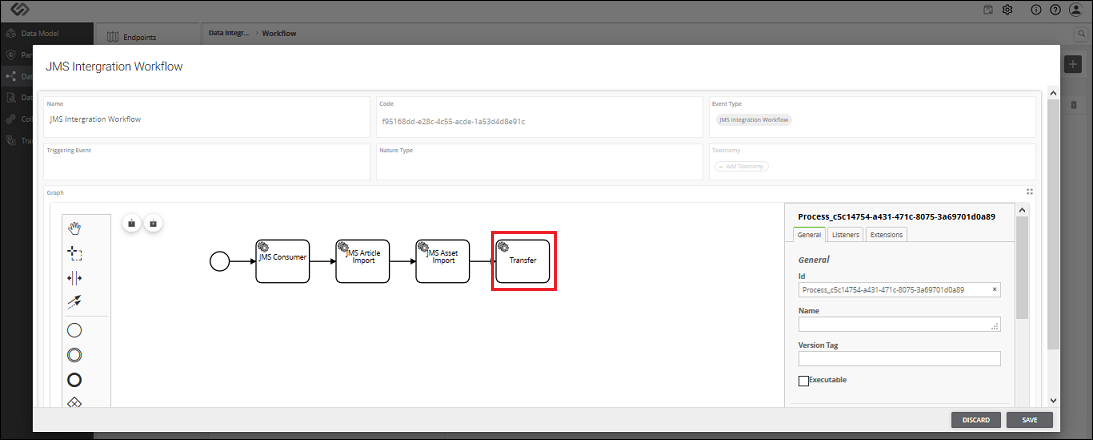 Data Model
Endpoints
Data Integr...
Workflow
JMS Intergration Workflow
Name
JMS Intergration Workflow
Code
f95168dd-e28c-4c55-acde-1a53d4d8e91c
Event Type
JMS Integration Workflow
Triggering Event
Nature Type
Taxonomy
Add Taxonomy
Graph
JMS Consumer
JMS Article
Import
JMS Asset
Import
Transfer
Process_c5c14754-a431-471c-8075-3a69701d0a89
General
Listeners
Extensions
General
Id
Process_c5c14754-a431-471c-8075-3a69701d0a89
Name
Version Tag
Executable
DISCARD
SAVE